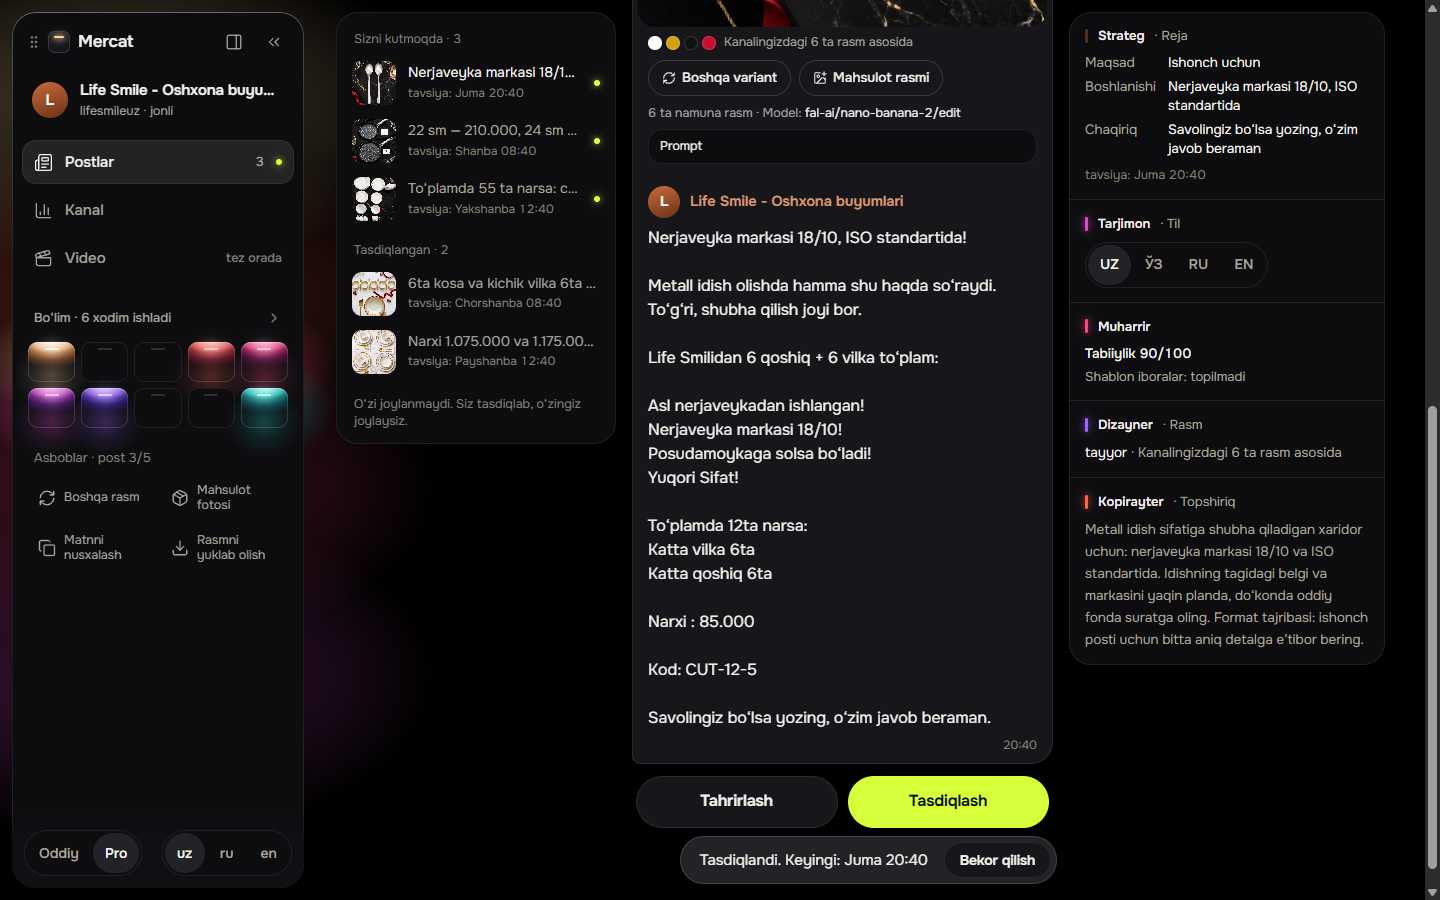 Mercat
L
Life Smile - Oshxona buyu...
lifesmileuz · jonli
Postlar
3
Kanal
Video
tez orada
Bo‘lim · 6 xodim ishladi
Asboblar · post 3/5
Boshqa rasm
Mahsulot
fotosi
Matnni
nusxalash
Rasmni
yuklab olish
Oddiy
Pro
uz
ru
en
Sizni kutmoqda · 3
Nerjaveyka markasi 18/1...
tavsiya: Juma 20:40
22 sm — 210.000, 24 sm ...
tavsiya: Shanba 08:40
To‘plamda 55 ta narsa: c...
tavsiya: Yakshanba 12:40
Tasdiqlangan · 2
6ta kosa va kichik vilka 6ta ...
tavsiya: Chorshanba 08:40
Narxi 1.075.000 va 1.175.00...
tavsiya: Payshanba 12:40
O‘zi joylanmaydi. Siz tasdiqlab, o‘zingiz
joylaysiz.
Kanalingizdagi 6 ta rasm asosida
Boshqa variant
Mahsulot rasmi
6 ta namuna rasm · Model: fal-ai/nano-banana-2/edit
Prompt
L
Life Smile - Oshxona buyumlari
Nerjaveyka markasi 18/10, ISO standartida!
Metall idish olishda hamma shu haqda so‘raydi.
To‘g‘ri, shubha qilish joyi bor.
Life Smilidan 6 qoshiq + 6 vilka to‘plam:
Asl nerjaveykadan ishlangan!
Nerjaveyka markasi 18/10!
Posudamoykaga solsa bo‘ladi!
Yuqori Sifat!
To‘plamda 12ta narsa:
Katta vilka 6ta
Katta qoshiq 6ta
Narxi : 85.000
Kod: CUT-12-5
Savolingiz bo‘lsa yozing, o‘zim javob beraman.
20:40
Tahrirlash
Tasdiqlash
Tasdiqlandi. Keyingi: Juma 20:40
Bekor qilish
Strateg · Reja
Maqsad Ishonch uchun
Boshlanishi Nerjaveyka markasi 18/10, ISO
standartida
Chaqiriq Savolingiz bo‘lsa yozing, o‘zim
javob beraman
tavsiya: Juma 20:40
Tarjimon · Til
UZ
ЎЗ
RU
EN
Muharrir
Tabiiylik 90/100
Shablon iboralar: topilmadi
Dizayner · Rasm
tayyor · Kanalingizdagi 6 ta rasm asosida
Kopirayter · Topshiriq
Metall idish sifatiga shubha qiladigan xaridor
uchun: nerjaveyka markasi 18/10 va ISO
standartida. Idishning tagidagi belgi va
markasini yaqin planda, do‘konda oddiy
fonda suratga oling. Format tajribasi: ishonch
posti uchun bitta aniq detalga e’tibor bering.